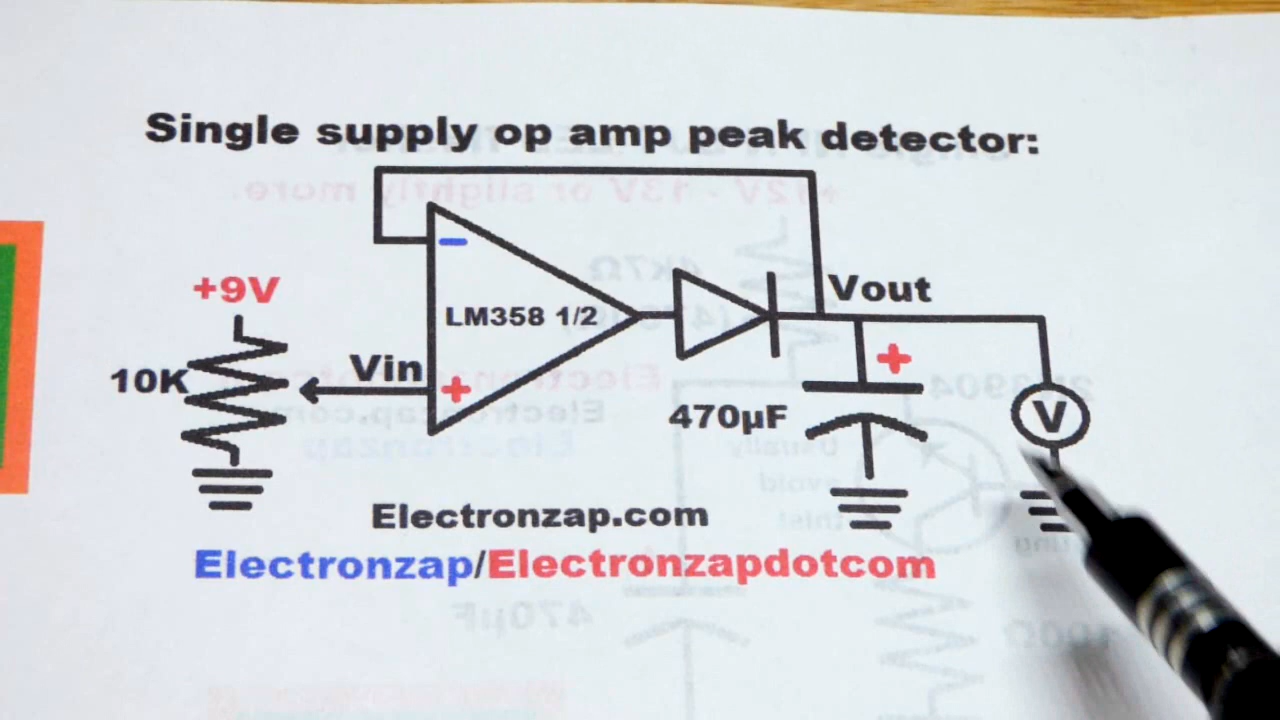 Single supply op amp peak detector:
+9V
10K
Vin
−
LM358 1/2
+
Vout
+
470µF
V
Electronzap.com
Electronzap/Electronzapdotcom